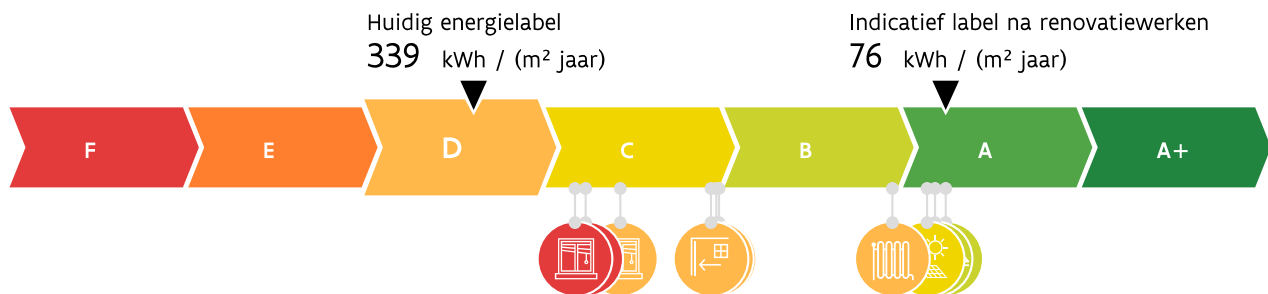 Huidig energielabel
339 kWh / (m² jaar)
Indicatief label na renovatiewerken
76 kWh / (m² jaar)
F
E
D
C
B
A
A+